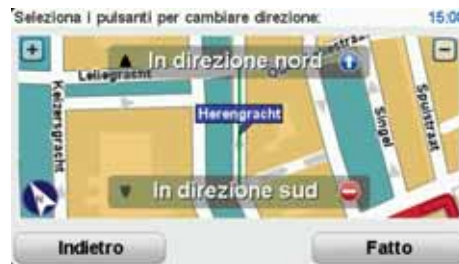 Seleziona i pulsanti per cambiare direzione:
15:0
In direzione nord
Leliegracht
Keizersgracht
Herengracht
Singel
Spuistraat
In direzione sud
Indietro
Fatto